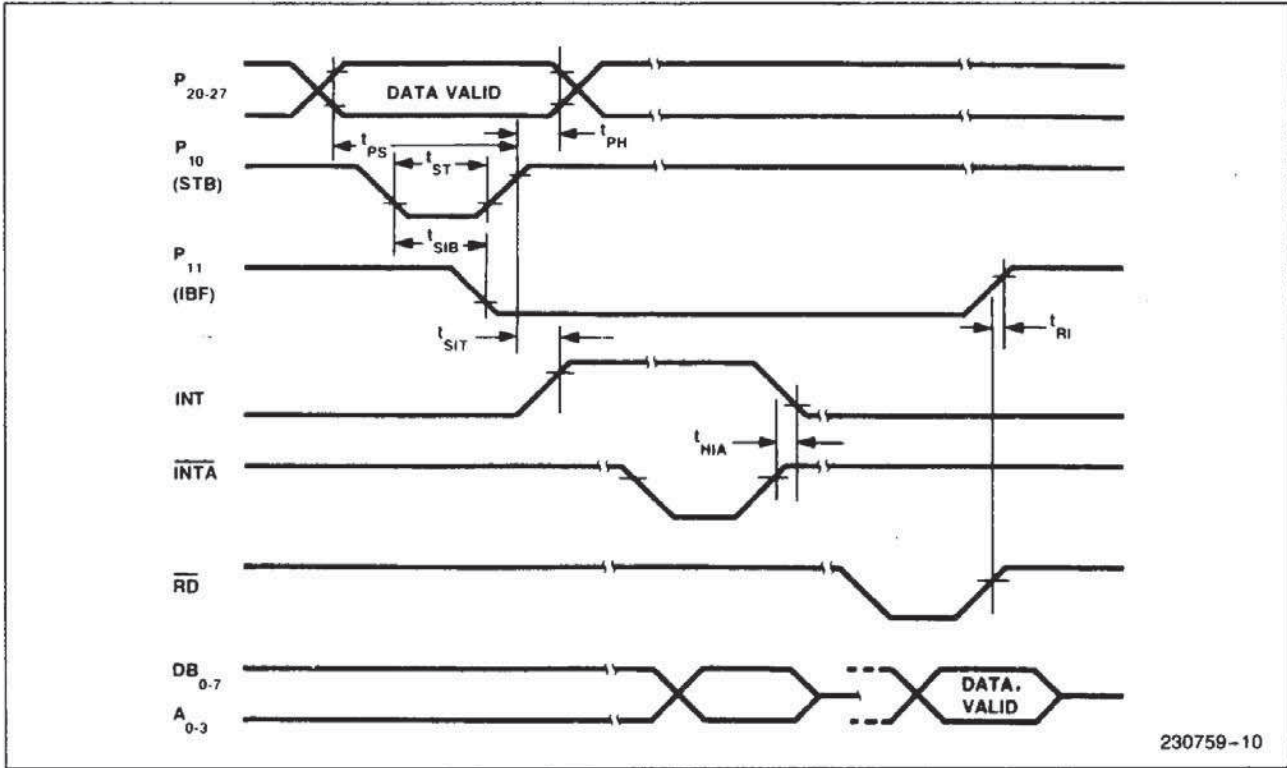 P20-27
DATA VALID
tPH
tPS
P10
(STB)
tST
tSIB
P11
(IBF)
tRI
tSIT
INT
tHIA
INTA
RD
DB0-7
DATA.
VALID
A0-3
230759-10